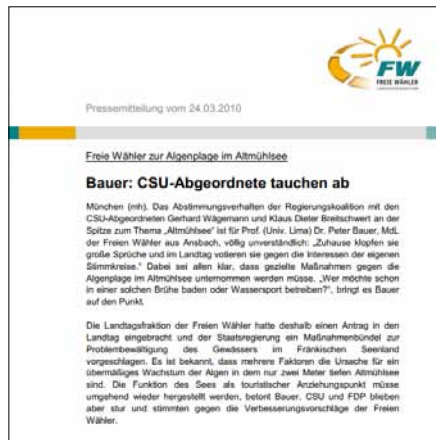 FW
FREIE WÄHLER
Pressemitteilung vom 24.03.2010
Freie Wähler zur Algenplage im Altmühlsee
Bauer: CSU-Abgeordnete tauchen ab
München (mh). Das Abstimmungsverhalten der Regierungskoalition mit den
CSU-Abgeordneten Gerhard Wägemann und Klaus Dieter Breitschwert an der
Spitze zum Thema „Altmühlsee" ist für Prof. (Univ. Lima) Dr. Peter Bauer, MdL
der Freien Wähler aus Ansbach, völlig unverständlich: „Zuhause klopfen sie
große Sprüche und im Landtag votieren sie gegen die Interessen der eigenen
Stimmkreise." Dabei sei allen klar, dass gezielte Maßnahmen gegen die
Algenplage im Altmühlsee unternommen werden müsse. „Wer möchte schon
in einer solchen Brühe baden oder Wassersport betreiben?", bringt es Bauer
auf den Punkt.
Die Landtagsfraktion der Freien Wähler hatte deshalb einen Antrag in den
Landtag eingebracht und der Staatsregierung ein Maßnahmenbündel zur
Problembewältigung des Gewässers im Fränkischen Seenland
vorgeschlagen. Es ist bekannt, dass mehrere Faktoren die Ursache für ein
übermäßiges Wachstum der Algen in dem nur zwei Meter tiefen Altmühlsee
sind. Die Funktion des Sees als touristischer Anziehungspunkt müsse
umgehend wieder hergestellt werden, betont Bauer. CSU und FDP blieben
aber stur und stimmten gegen die Verbesserungsvorschläge der Freien
Wähler.